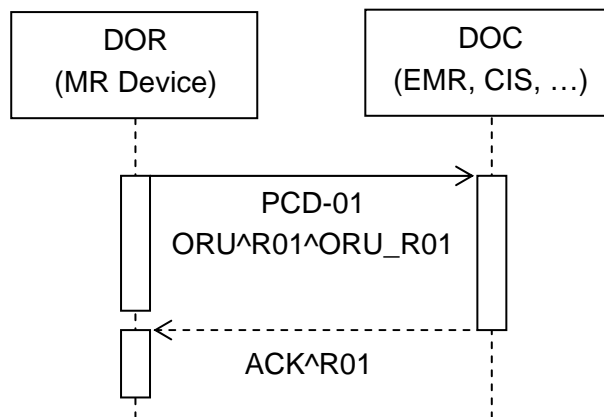 DOR
(MR Device)
DOC
(EMR, CIS, …)
PCD-01
ORU^R01^ORU_R01
ACK^R01